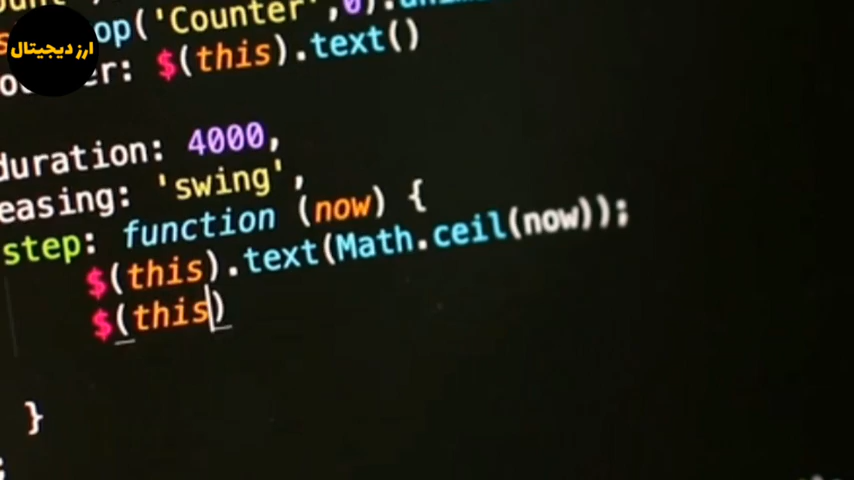 ارز دیجیتال
op('Counter',0)
er: $(this).text()
duration: 4000,
easing: 'swing',
step: function (now) {
$(this).text(Math.ceil(now));
$(this)
}
;